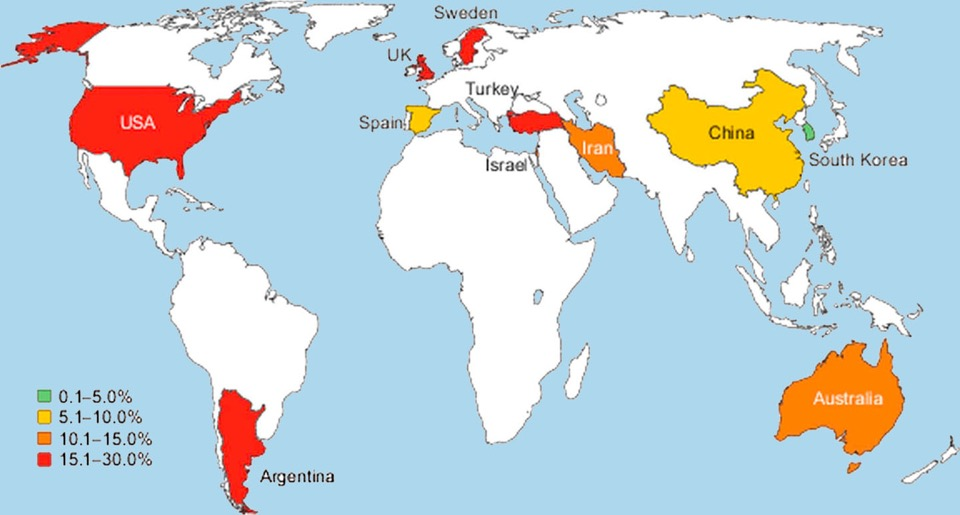 Sweden
UK
Turkey
USA
Spain
China
Iran
South Korea
Israel
Australia
0.1–5.0%
5.1–10.0%
10.1–15.0%
15.1–30.0%
Argentina